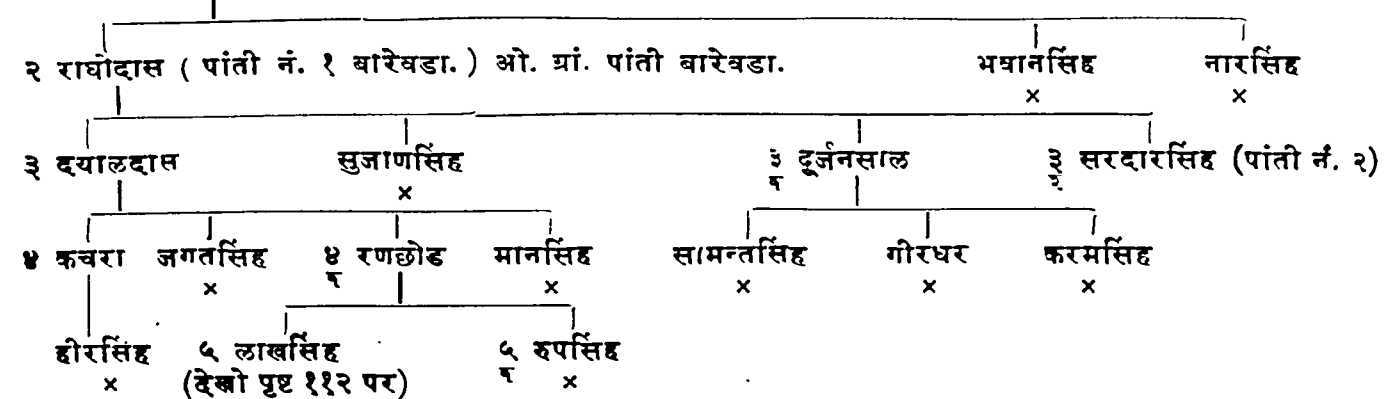 २ राघोदास ( पांती नं. १ बारेवडा. ) ओ. ग्रां. पांती बारेवडा. भवानसिंह नारसिंह
× ×
३ दयालदास सुजाणसिंह ३ दूर्जनसाल ३ सरदारसिंह (पांती नं. २)
×
४ कचरा जगतसिंह ४ रणछोड मानसिंह सामन्तसिंह गीरधर करमसिंह
× × × × ×
हीरसिंह ५ लाखसिंह ५ रुपसिंह
× (देखो पृष्ट ११२ पर) ×